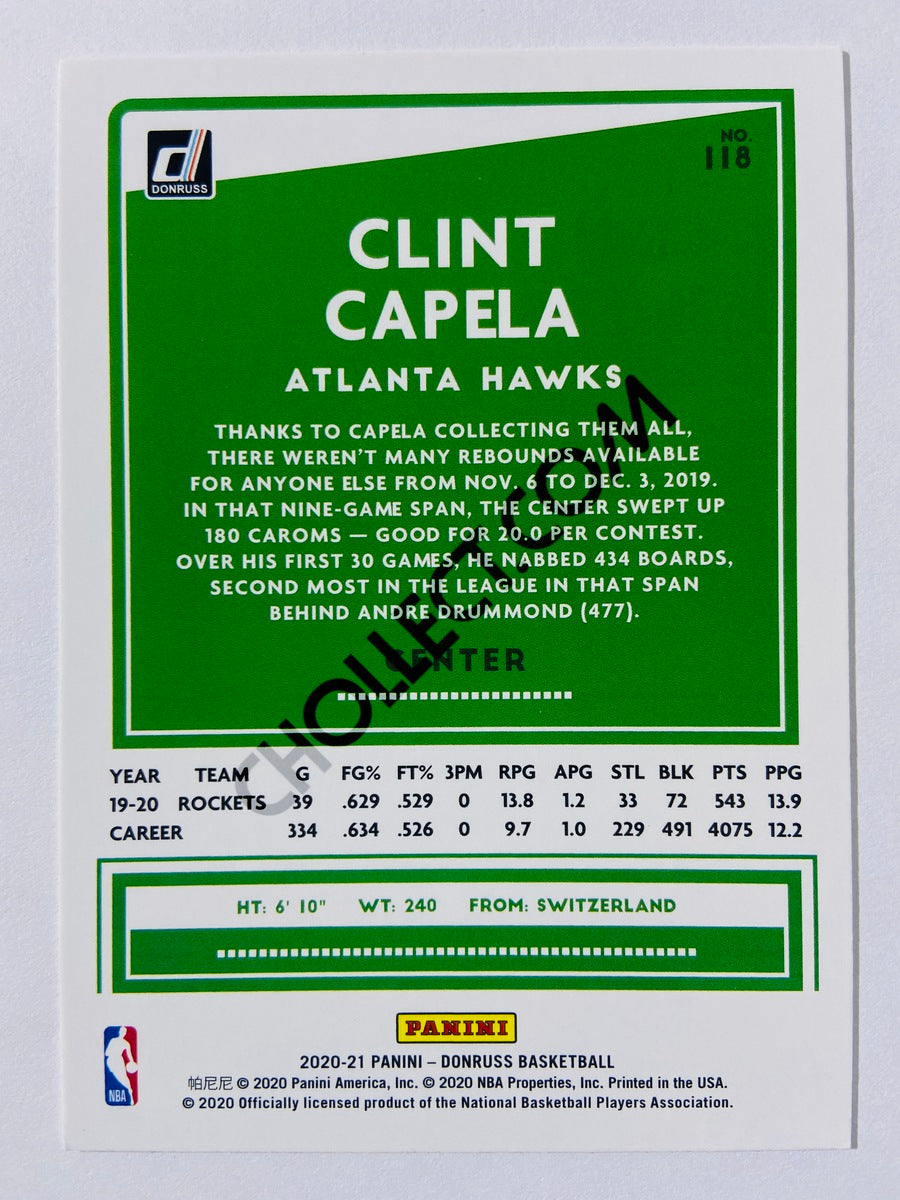 DONRUSS
NO.
118
CLINT
CAPELA
ATLANTA HAWKS
THANKS TO CAPELA COLLECTING THEM ALL,
THERE WEREN'T MANY REBOUNDS AVAILABLE
FOR ANYONE ELSE FROM NOV. 6 TO DEC. 3, 2019.
IN THAT NINE-GAME SPAN, THE CENTER SWEPT UP
180 CAROMS — GOOD FOR 20.0 PER CONTEST.
OVER HIS FIRST 30 GAMES, HE NABBED 434 BOARDS,
SECOND MOST IN THE LEAGUE IN THAT SPAN
BEHIND ANDRE DRUMMOND (477).
CENTER
CHOLLECT.COM
YEAR TEAM G FG% FT% 3PM RPG APG STL BLK PTS PPG
19-20 ROCKETS 39 .629 .529 0 13.8 1.2 33 72 543 13.9
CAREER 334 .634 .526 0 9.7 1.0 229 491 4075 12.2
HT: 6' 10" WT: 240 FROM: SWITZERLAND
PANINI
NBA
2020-21 PANINI – DONRUSS BASKETBALL
帕尼尼 © 2020 Panini America, Inc. © 2020 NBA Properties, Inc. Printed in the USA.
© 2020 Officially licensed product of the National Basketball Players Association.